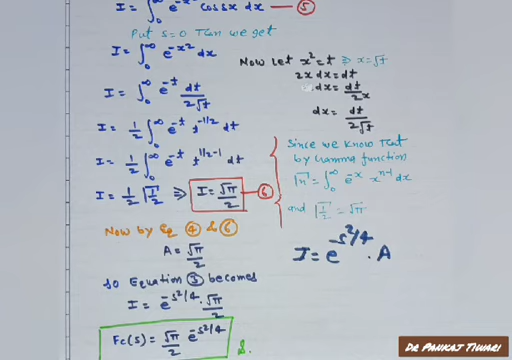 I = ∫₀^∞ e^{-x²} cos sx dx — ⑤
Put s=0 Then we get
I = ∫₀^∞ e^{-x²} dx
Now let x² = t ⇒ x = √t
2x dx = dt
dx = dt/2x
dx = dt/2√t
I = ∫₀^∞ e^{-t} dt/2√t
I = 1/2 ∫₀^∞ e^{-t} t^{-1/2} dt
I = 1/2 ∫₀^∞ e^{-t} t^{1/2-1} dt
I = 1/2 Γ1/2 ⇒ I = √π/2 — ⑥
Since we know That
by Gamma function
Γn = ∫₀^∞ e^{-x} x^{n-1} dx
and Γ1/2 = √π
Now by Eq ④ & ⑥
A = √π/2
I = e^{-s²/4} . A
so Equation ③ becomes
I = e^{-s²/4} . √π/2
Fc(s) = √π/2 e^{-s²/4}
Dr Pankaj Tiwari